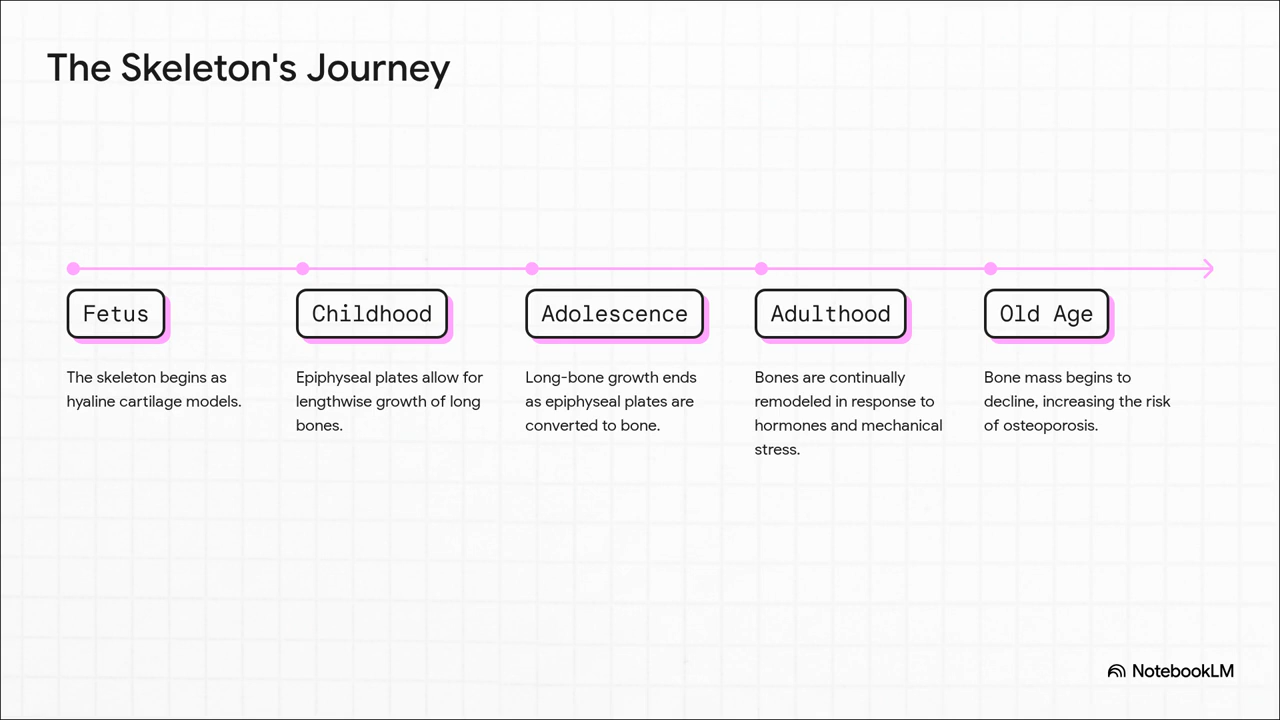 The Skeleton's Journey
Fetus
The skeleton begins as
hyaline cartilage models.
Childhood
Epiphyseal plates allow for
lengthwise growth of long
bones.
Adolescence
Long-bone growth ends
as epiphyseal plates are
converted to bone.
Adulthood
Bones are continually
remodeled in response to
hormones and mechanical
stress.
Old Age
Bone mass begins to
decline, increasing the risk
of osteoporosis.
NotebookLM